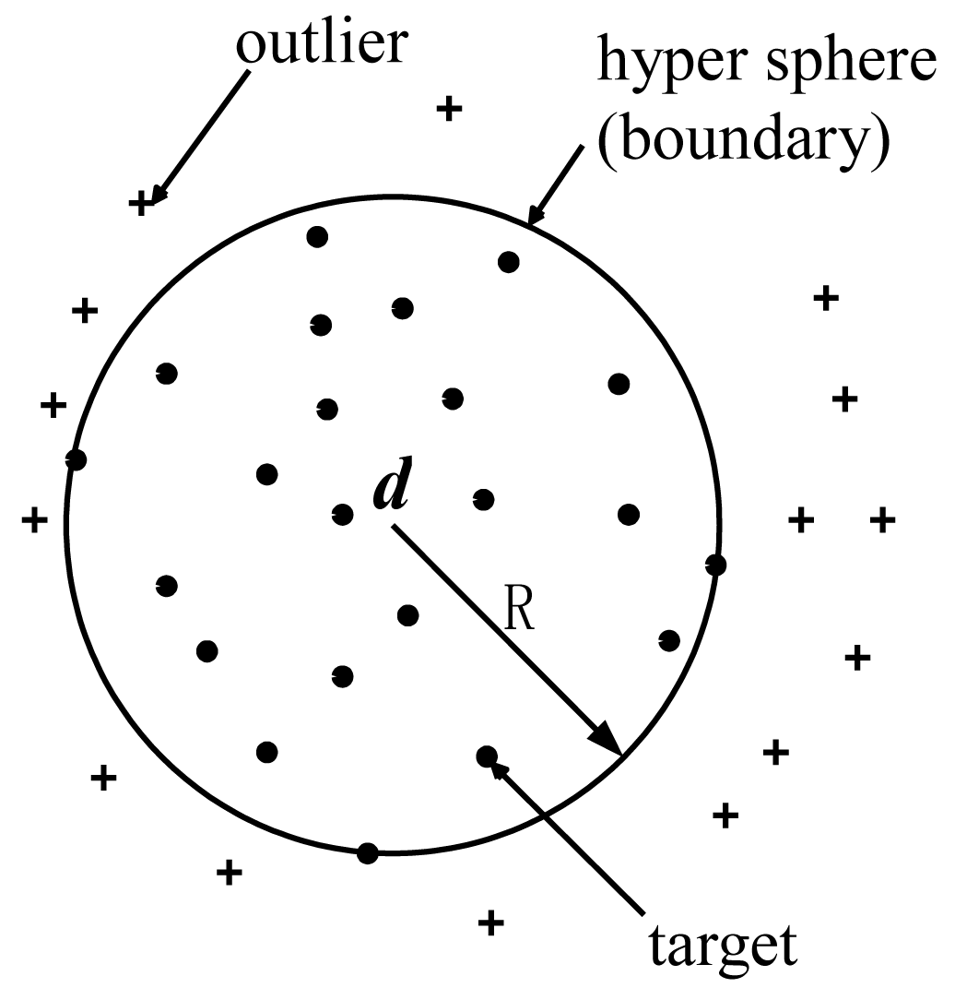 outlier
hyper sphere
(boundary)
d
R
target